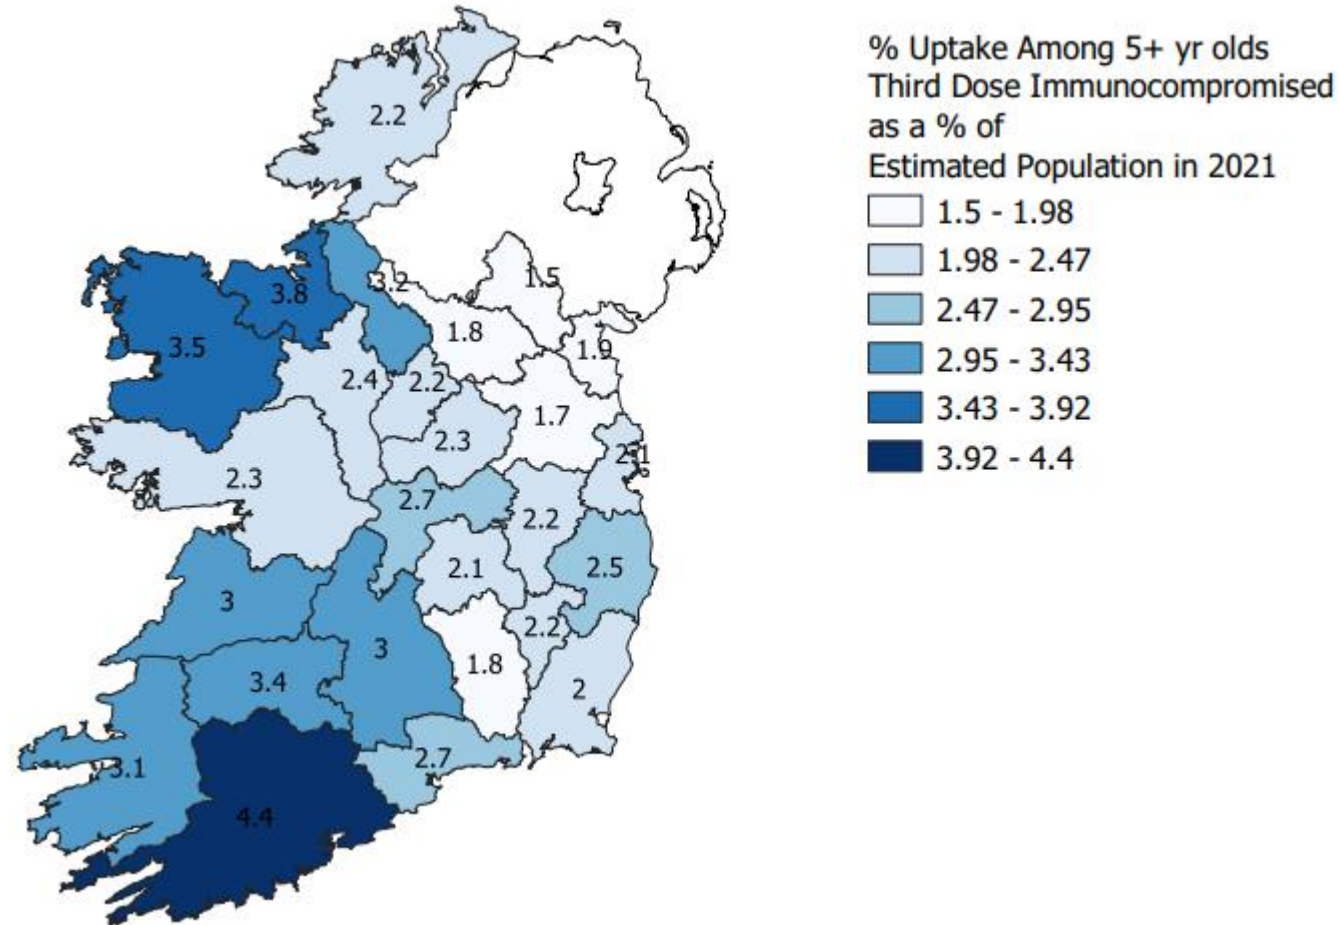 % Uptake Among 5+ yr olds
Third Dose Immunocompromised
as a % of
Estimated Population in 2021
1.5 - 1.98
1.98 - 2.47
2.47 - 2.95
2.95 - 3.43
3.43 - 3.92
3.92 - 4.4
2.2
3.2
1.5
3.8
1.8
3.5
1.9
2.4
2.2
1.7
2.3
2.1
2.3
2.7
2.2
2.1
2.5
3
2.2
3
1.8
3.4
2
2.7
3.1
4.4